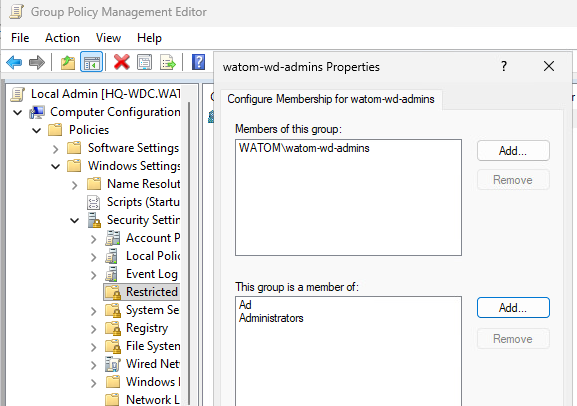 Group Policy Management Editor
File Action View Help
Local Admin [HQ-WDC.WAT
Computer Configuration
Policies
Software Settings
Windows Settings
Name Resolut
Scripts (Startu
Security Settin
Account P
Local Polic
Event Log
Restricted
System Se
Registry
File System
Wired Netw
Windows I
Network L
watom-wd-admins Properties
?
Configure Membership for watom-wd-admins
Members of this group:
WATOM\watom-wd-admins
Add...
Remove
This group is a member of:
Ad
Administrators
Add...
Remove